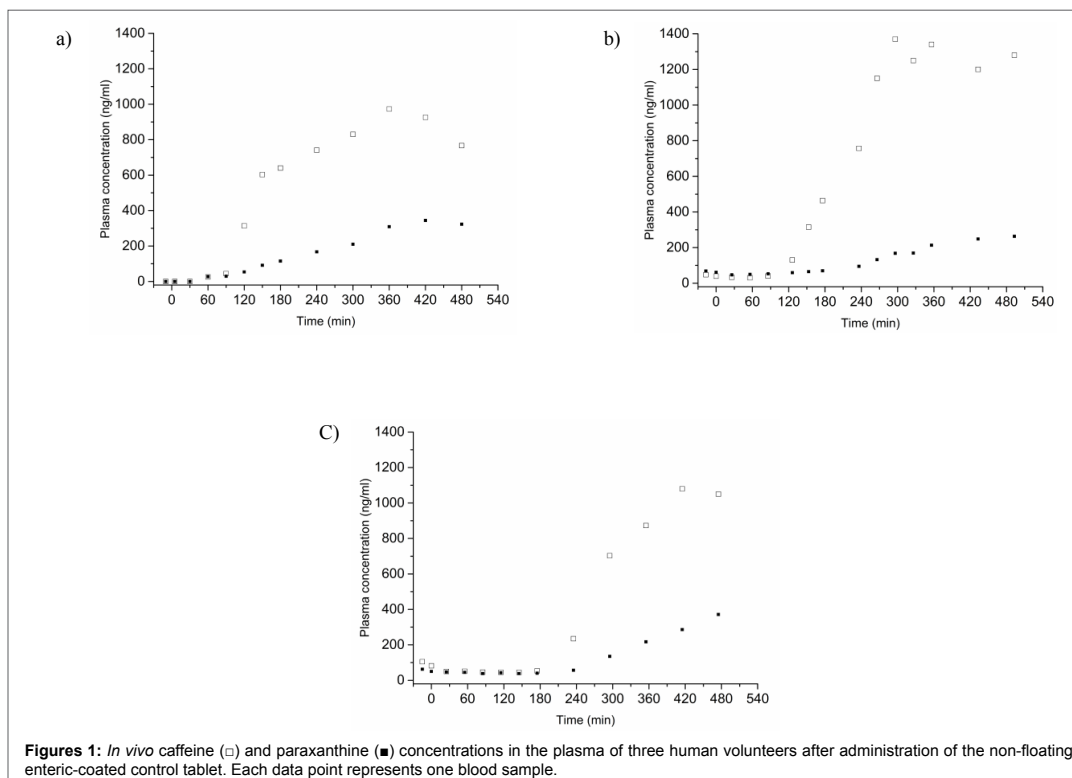 a)
1400
1200
1000
800
600
400
200
0
Plasma concentration (ng/ml)
0 60 120 180 240 300 360 420 480 540
Time (min)
b)
1400
1200
1000
800
600
400
200
0
Plasma concentration (ng/ml)
0 60 120 180 240 300 360 420 480 540
Time (min)
C)
1400
1200
1000
800
600
400
200
0
Plasma concentration (ng/ml)
0 60 120 180 240 300 360 420 480 540
Time (min)
Figures 1: In vivo caffeine (□) and paraxanthine (■) concentrations in the plasma of three human volunteers after administration of the non-floating
enteric-coated control tablet. Each data point represents one blood sample.